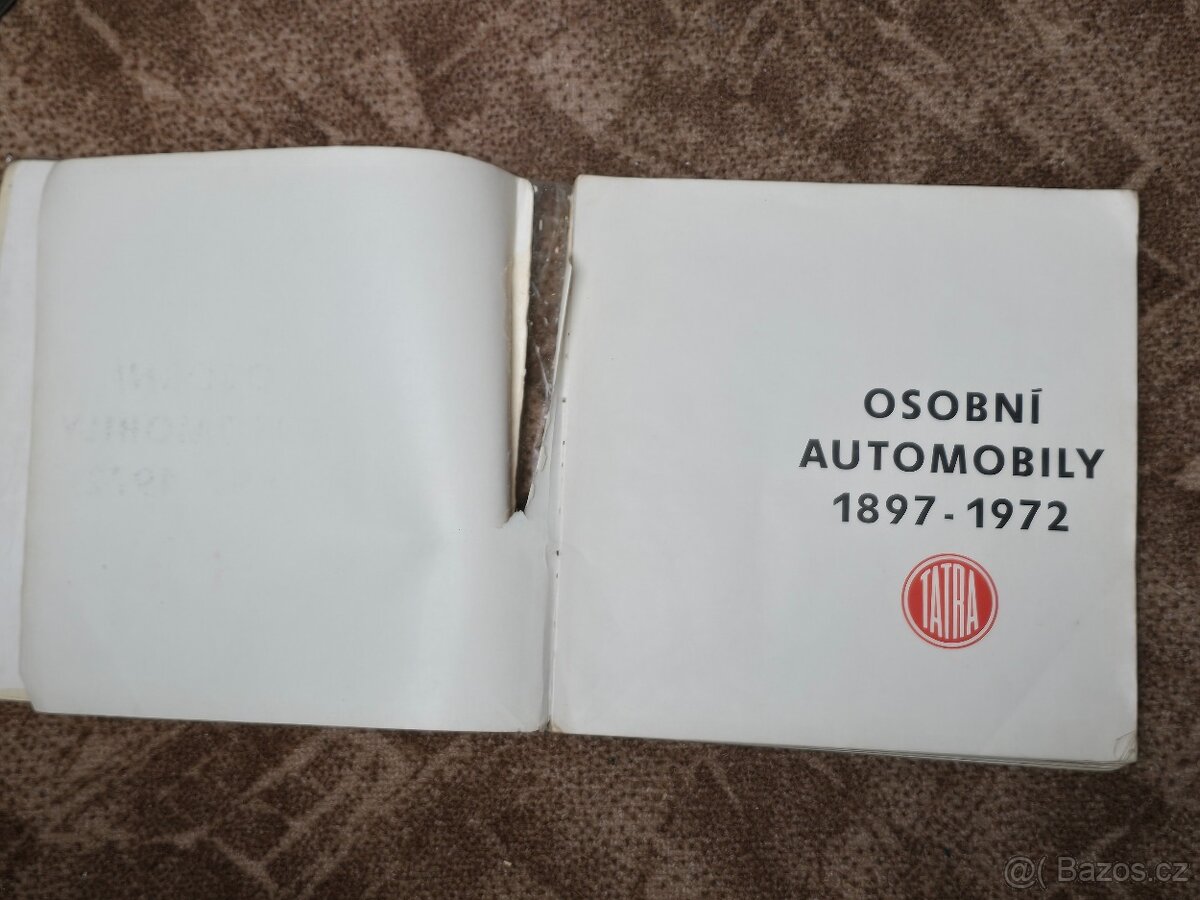 OSOBNÍ
AUTOMOBILY
1897-1972
TATRA
@( Bazos.cz